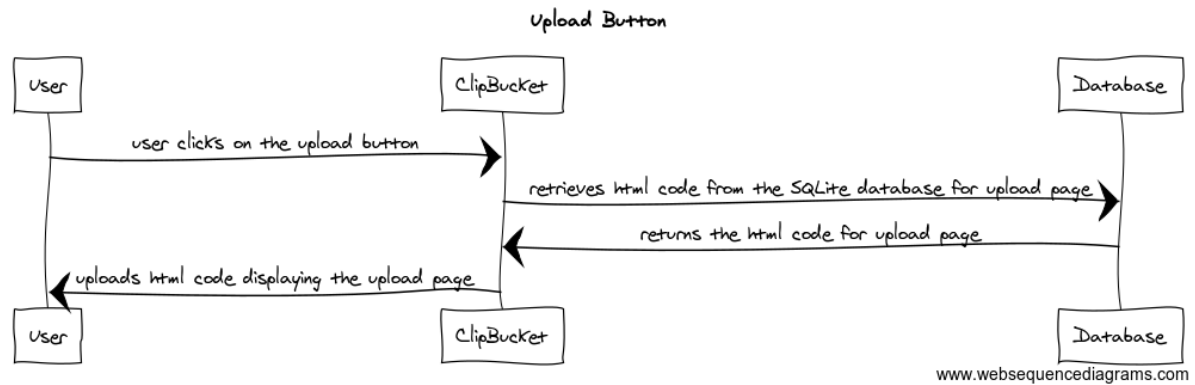 Upload Button
User
ClipBucket
Database
user clicks on the upload button
retrieves html code from the SQLite database for upload page
returns the html code for upload page
uploads html code displaying the upload page
User
ClipBucket
Database
www.websequencediagrams.com